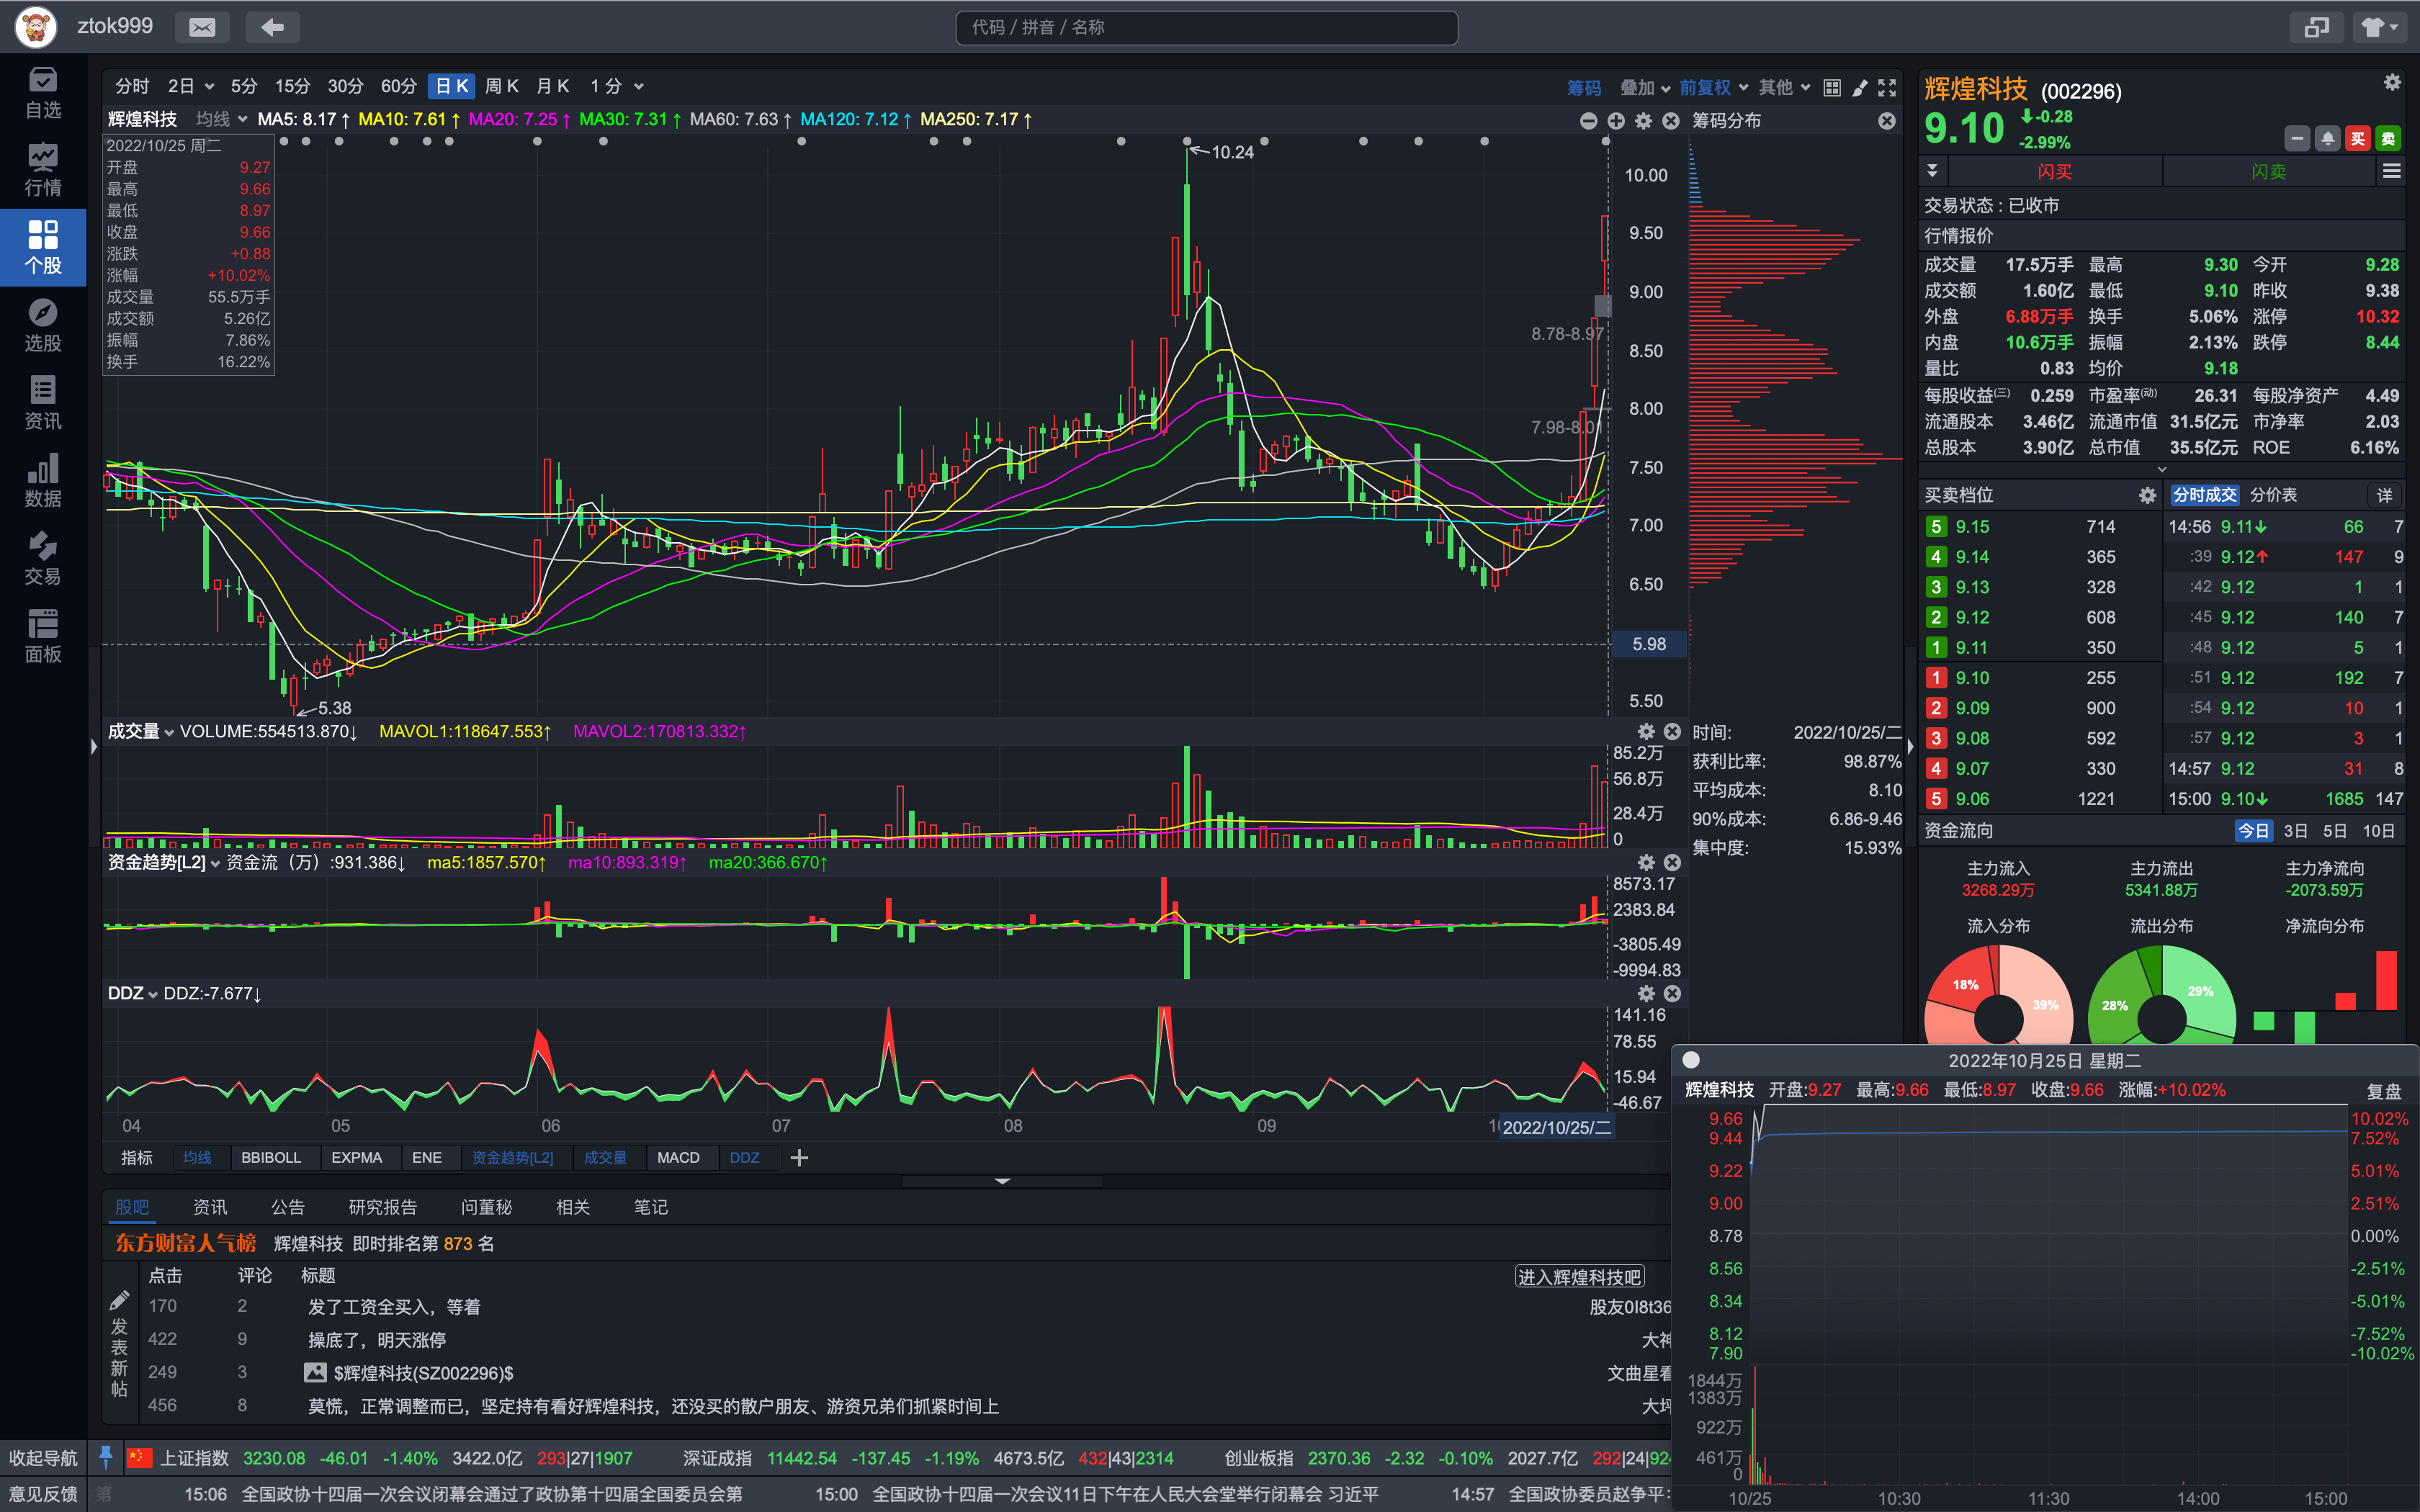 ztok999
代码 / 拼音 / 名称
自选
行情
个股
选股
资讯
数据
交易
面板
收起导航
意见反馈
分时 2日 5分 15分 30分 60分 日K 周K 月K 1分
筹码 叠加 前复权 其他
辉煌科技 均线 MA5: 8.17↑ MA10: 7.61↑ MA20: 7.25↑ MA30: 7.31↑ MA60: 7.63↑ MA120: 7.12↑ MA250: 7.17↑
筹码分布
2022/10/25 周二
开盘 9.27
最高 9.66
最低 8.97
收盘 9.66
涨跌 +0.88
涨幅 +10.02%
成交量 55.5万手
成交额 5.26亿
振幅 7.86%
换手 16.22%
10.24
8.78-8.97
7.98-8.01
5.38
10.00
9.50
9.00
8.50
8.00
7.50
7.00
6.50
5.98
5.50
成交量 VOLUME:554513.870↓ MAVOL1:118647.553↑ MAVOL2:170813.332↑
85.2万
56.8万
28.4万
0
资金趋势[L2] 资金流（万）:931.386↓ ma5:1857.570↑ ma10:893.319↑ ma20:366.670↑
8573.17
2383.84
-3805.49
-9994.83
DDZ DDZ:-7.677↓
141.16
78.55
15.94
-46.67
04 05 06 07 08 09 10 2022/10/25/二
时间: 2022/10/25/二
获利比率: 98.87%
平均成本: 8.10
90%成本: 6.86-9.46
集中度: 15.93%
指标 均线 BBIBOLL EXPMA ENE 资金趋势[L2] 成交量 MACD DDZ
股吧 资讯 公告 研究报告 问董秘 相关 笔记
东方财富人气榜 辉煌科技 即时排名第 873 名
点击 评论 标题 进入辉煌科技吧
发表新帖
170 2 发了工资全买入，等着 股友0I8t36
422 9 操底了，明天涨停 大神
249 3 $辉煌科技(SZ002296)$ 文曲星看
456 8 莫慌，正常调整而已，坚定持有看好辉煌科技，还没买的散户朋友、游资兄弟们抓紧时间上 大坪
辉煌科技 (002296)
9.10 -0.28
-2.99%
买 卖
闪买 闪卖
交易状态 : 已收市
行情报价
成交量 17.5万手 最高 9.30 今开 9.28
成交额 1.60亿 最低 9.10 昨收 9.38
外盘 6.88万手 换手 5.06% 涨停 10.32
内盘 10.6万手 振幅 2.13% 跌停 8.44
量比 0.83 均价 9.18
每股收益(三) 0.259 市盈率(动) 26.31 每股净资产 4.49
流通股本 3.46亿 流通市值 31.5亿元 市净率 2.03
总股本 3.90亿 总市值 35.5亿元 ROE 6.16%
买卖档位 分时成交 分价表 详
5 9.15 714 14:56 9.11↓ 66 7
4 9.14 365 :39 9.12↑ 147 9
3 9.13 328 :42 9.12 1 1
2 9.12 608 :45 9.12 140 7
1 9.11 350 :48 9.12 5 1
1 9.10 255 :51 9.12 192 7
2 9.09 900 :54 9.12 10 1
3 9.08 592 :57 9.12 3 1
4 9.07 330 14:57 9.12 31 8
5 9.06 1221 15:00 9.10↓ 1685 147
资金流向 今日 3日 5日 10日
主力流入 主力流出 主力净流向
3268.29万 5341.88万 -2073.59万
流入分布 流出分布 净流向分布
18% 39% 28% 29%
2022年10月25日 星期二
辉煌科技 开盘:9.27 最高:9.66 最低:8.97 收盘:9.66 涨幅:+10.02% 复盘
9.66 10.02%
9.44 7.52%
9.22 5.01%
9.00 2.51%
8.78 0.00%
8.56 -2.51%
8.34 -5.01%
8.12 -7.52%
7.90 -10.02%
1844万
1383万
922万
461万
0
10/25 10:30 11:30 14:00 15:00
上证指数 3230.08 -46.01 -1.40% 3422.0亿 293|27|1907 深证成指 11442.54 -137.45 -1.19% 4673.5亿 432|43|2314 创业板指 2370.36 -2.32 -0.10% 2027.7亿 292|24|924
第 15:06 全国政协十四届一次会议闭幕会通过了政协第十四届全国委员会第 15:00 全国政协十四届一次会议11日下午在人民大会堂举行闭幕会 习近平 14:57 全国政协委员赵争平: